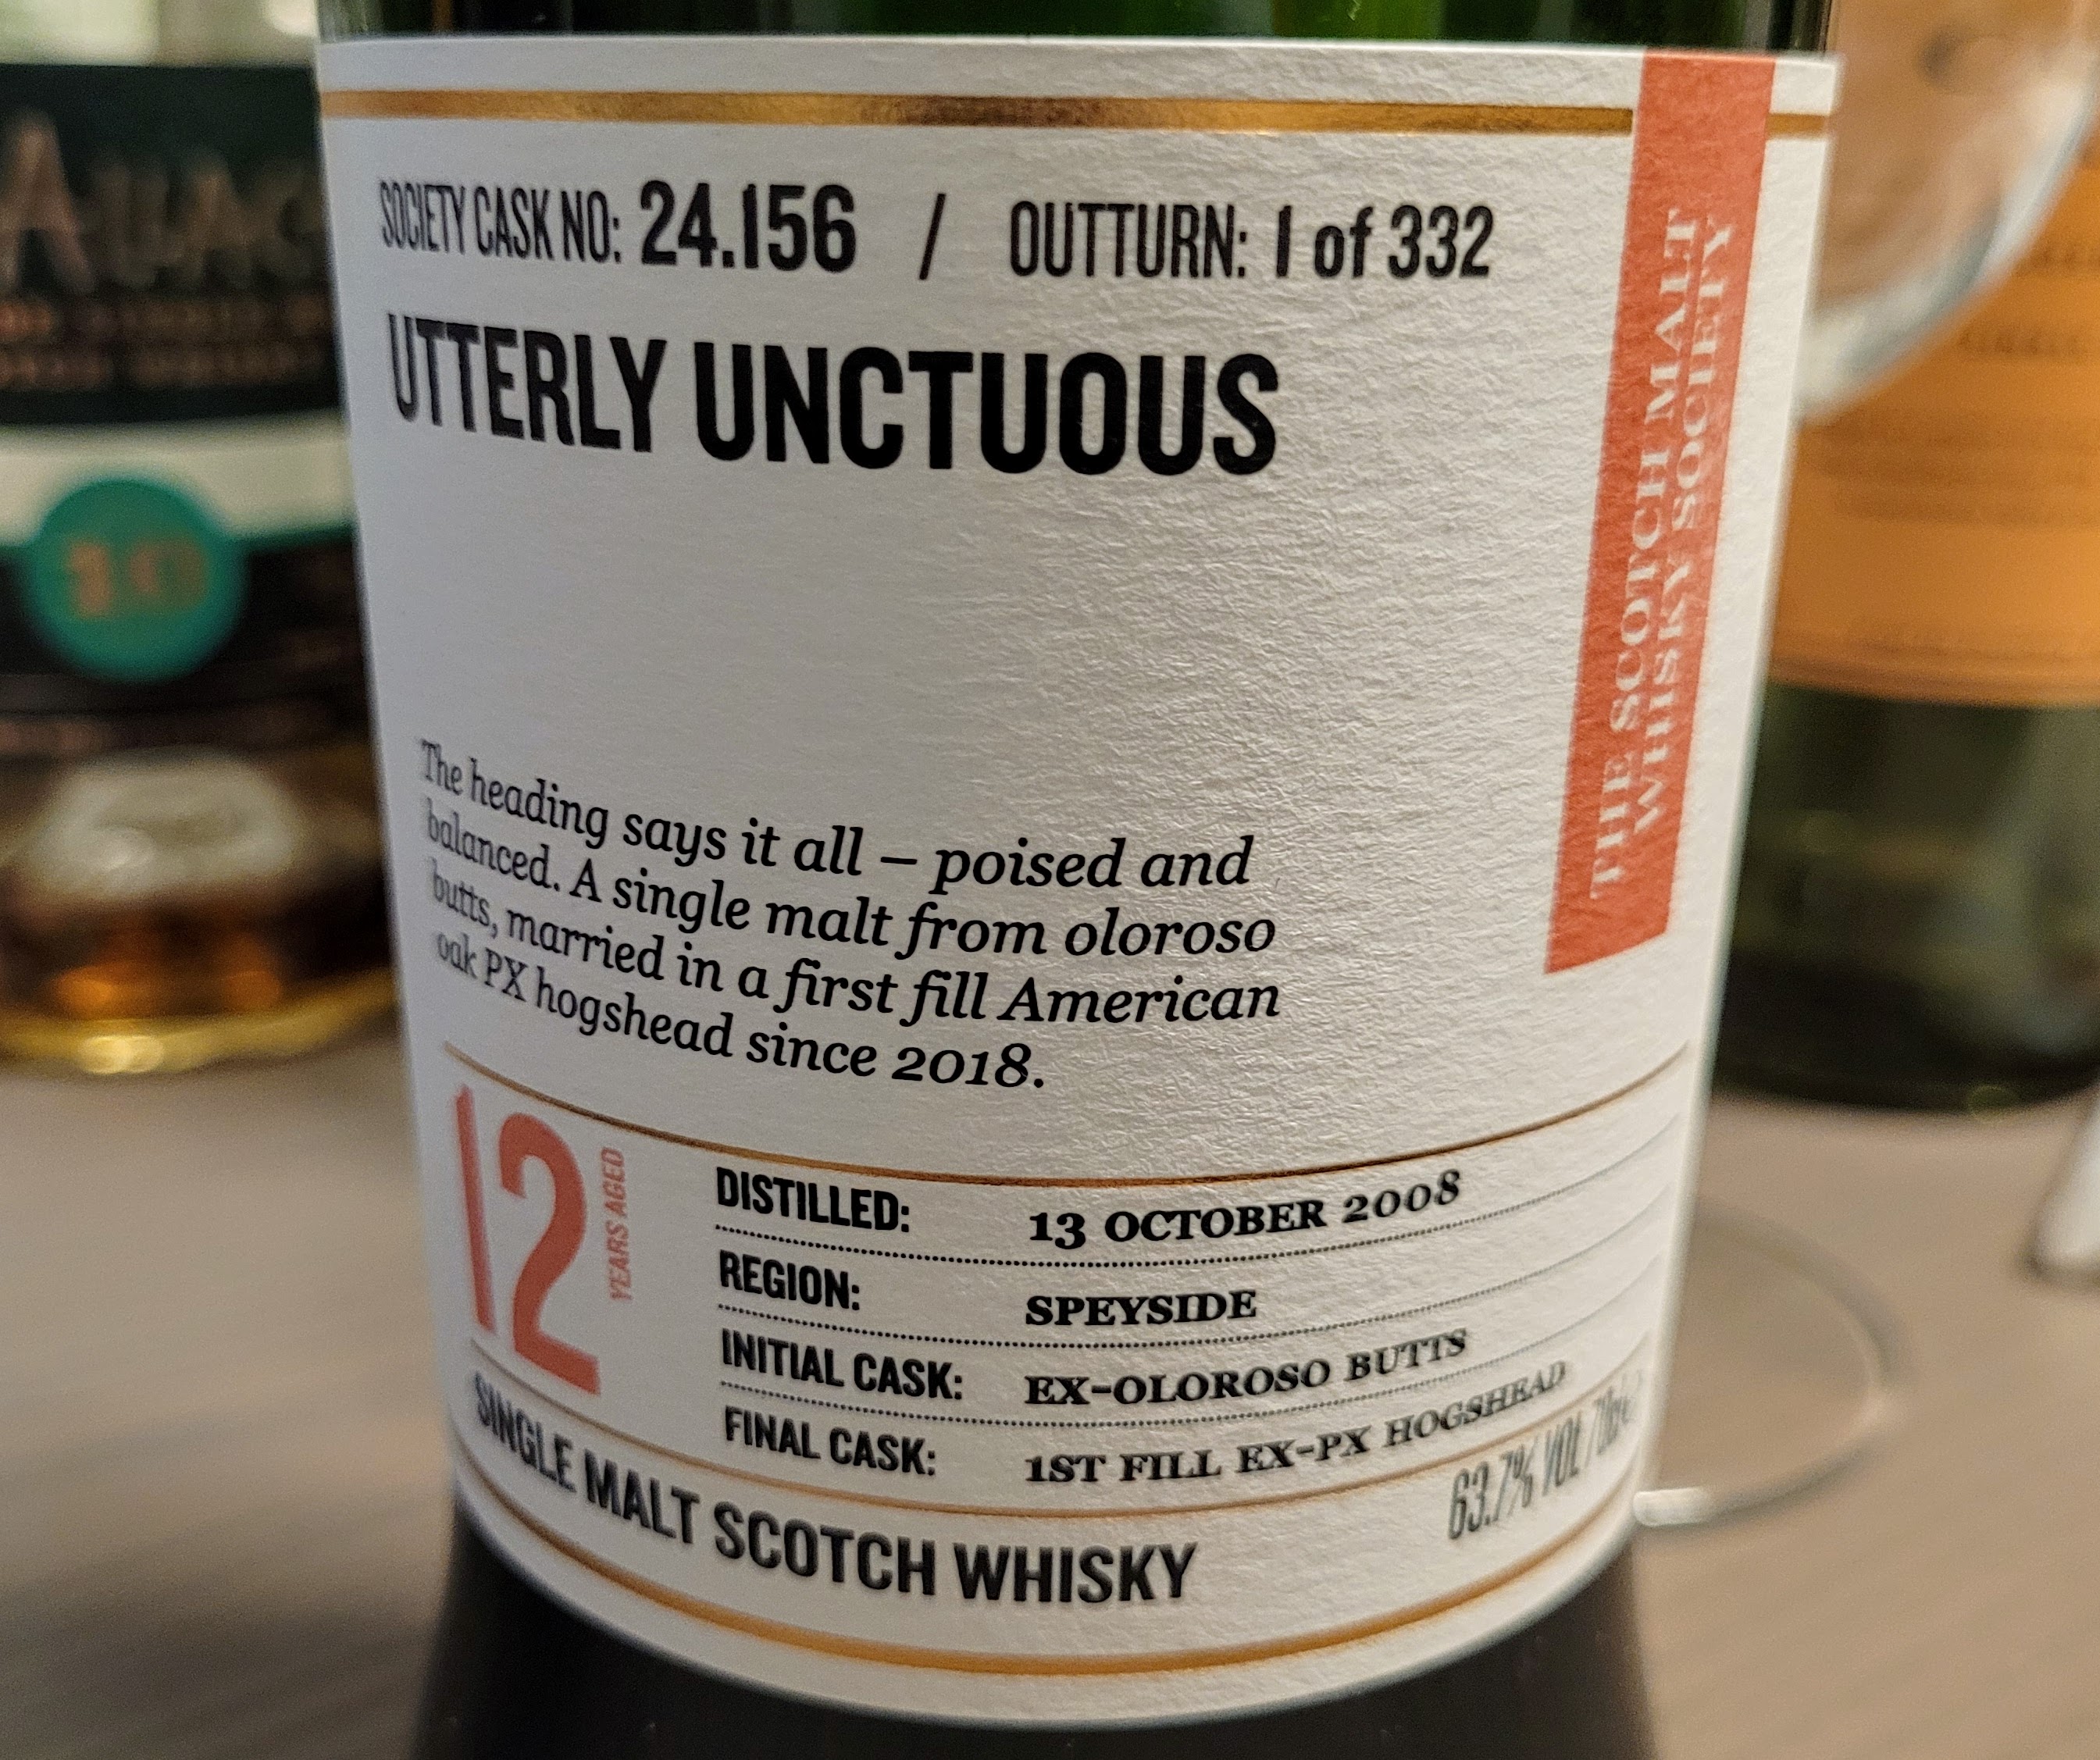 SOCIETY CASK NO: 24.156 / OUTTURN: 1 of 332
UTTERLY UNCTUOUS
THE SCOTCH MALT
WHISKY SOCIETY
The heading says it all – poised and
balanced. A single malt from oloroso
butts, married in a first fill American
oak PX hogshead since 2018.
12
YEARS AGED
DISTILLED: 13 OCTOBER 2008
REGION: SPEYSIDE
INITIAL CASK: EX-OLOROSO BUTTS
FINAL CASK: 1ST FILL EX-PX HOGSHEAD
SINGLE MALT SCOTCH WHISKY 63.7% VOL
10